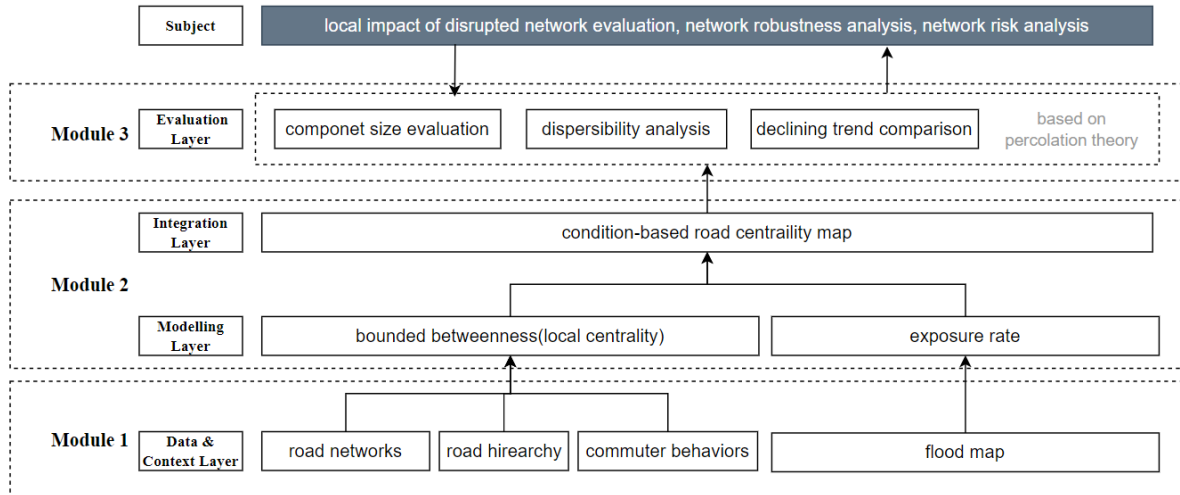 Subject
local impact of disrupted network evaluation, network robustness analysis, network risk analysis
Module 3
Evaluation
Layer
componet size evaluation
dispersibility analysis
declining trend comparison
based on
percolation theory
Integration
Layer
condition-based road centraility map
Module 2
Modelling
Layer
bounded betweenness(local centrality)
exposure rate
Module 1
Data &
Context Layer
road networks
road hirearchy
commuter behaviors
flood map